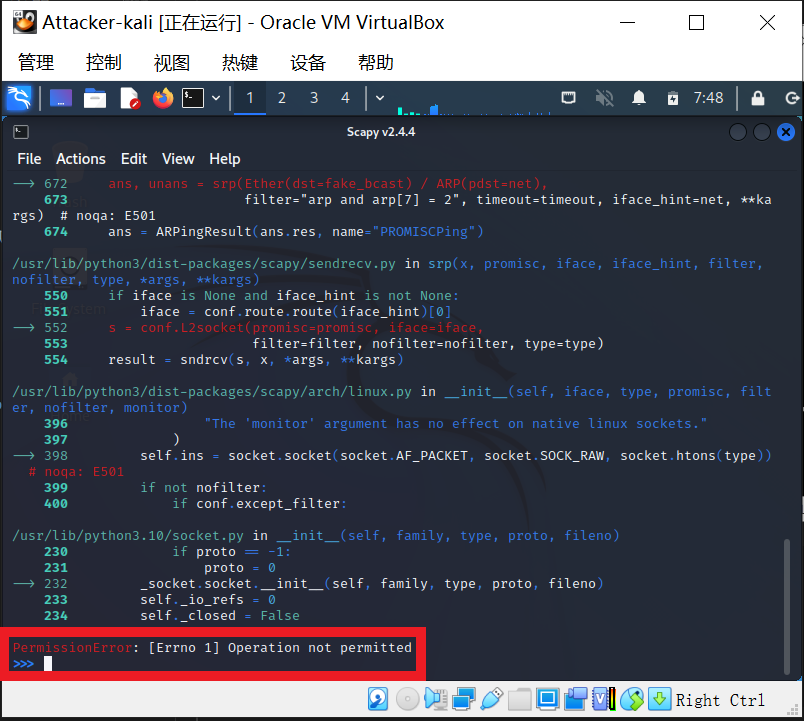 Attacker-kali [正在运行] - Oracle VM VirtualBox
管理 控制 视图 热键 设备 帮助
1 2 3 4 7:48
Scapy v2.4.4
File Actions Edit View Help
—> 672 ans, unans = srp(Ether(dst=fake_bcast) / ARP(pdst=net),
673 filter="arp and arp[7] = 2", timeout=timeout, iface_hint=net, **ka
rgs) # noqa: E501
674 ans = ARPingResult(ans.res, name="PROMISCPing")
/usr/lib/python3/dist-packages/scapy/sendrecv.py in srp(x, promisc, iface, iface_hint, filter,
nofilter, type, *args, **kargs)
550 if iface is None and iface_hint is not None:
551 iface = conf.route.route(iface_hint)[0]
—> 552 s = conf.L2socket(promisc=promisc, iface=iface,
553 filter=filter, nofilter=nofilter, type=type)
554 result = sndrcv(s, x, *args, **kargs)
/usr/lib/python3/dist-packages/scapy/arch/linux.py in __init__(self, iface, type, promisc, filt
er, nofilter, monitor)
396 "The 'monitor' argument has no effect on native linux sockets."
397 )
—> 398 self.ins = socket.socket(socket.AF_PACKET, socket.SOCK_RAW, socket.htons(type))
# noqa: E501
399 if not nofilter:
400 if conf.except_filter:
/usr/lib/python3.10/socket.py in __init__(self, family, type, proto, fileno)
230 if proto == -1:
231 proto = 0
—> 232 _socket.socket.__init__(self, family, type, proto, fileno)
233 self._io_refs = 0
234 self._closed = False
PermissionError: [Errno 1] Operation not permitted
>>>
Right Ctrl